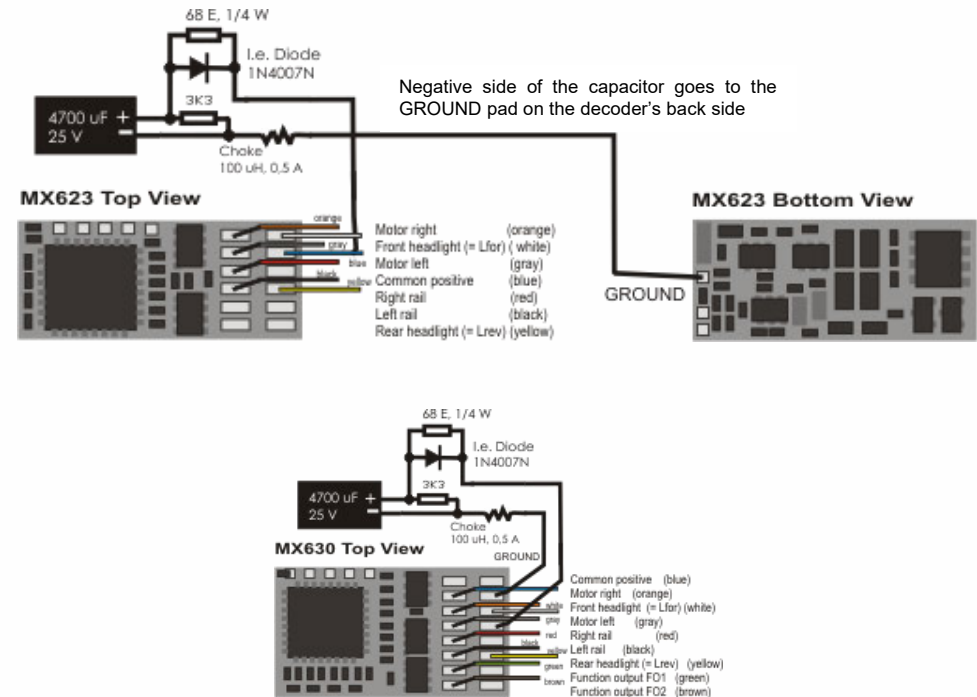 68 E, 1/4 W
I.e. Diode
1N4007N
3K3
4700 uF +
25 V -
Choke
100 uH, 0,5 A
Negative side of the capacitor goes to the
GROUND pad on the decoder's back side
MX623 Top View
orange
gray
blue
black
yellow
Motor right (orange)
Front headlight (= Lfor) ( white)
Motor left (gray)
Common positive (blue)
Right rail (red)
Left rail (black)
Rear headlight (= Lrev) (yellow)
MX623 Bottom View
GROUND
68 E, 1/4 W
I.e. Diode
1N4007N
3K3
4700 uF +
25 V -
Choke
100 uH, 0,5 A
GROUND
MX630 Top View
white
gray
red
black
yellow
green
brown
Common positive (blue)
Motor right (orange)
Front headlight (= Lfor) (white)
Motor left (gray)
Right rail (red)
Left rail (black)
Rear headlight (= Lrev) (yellow)
Function output FO1 (green)
Function output FO2 (brown)